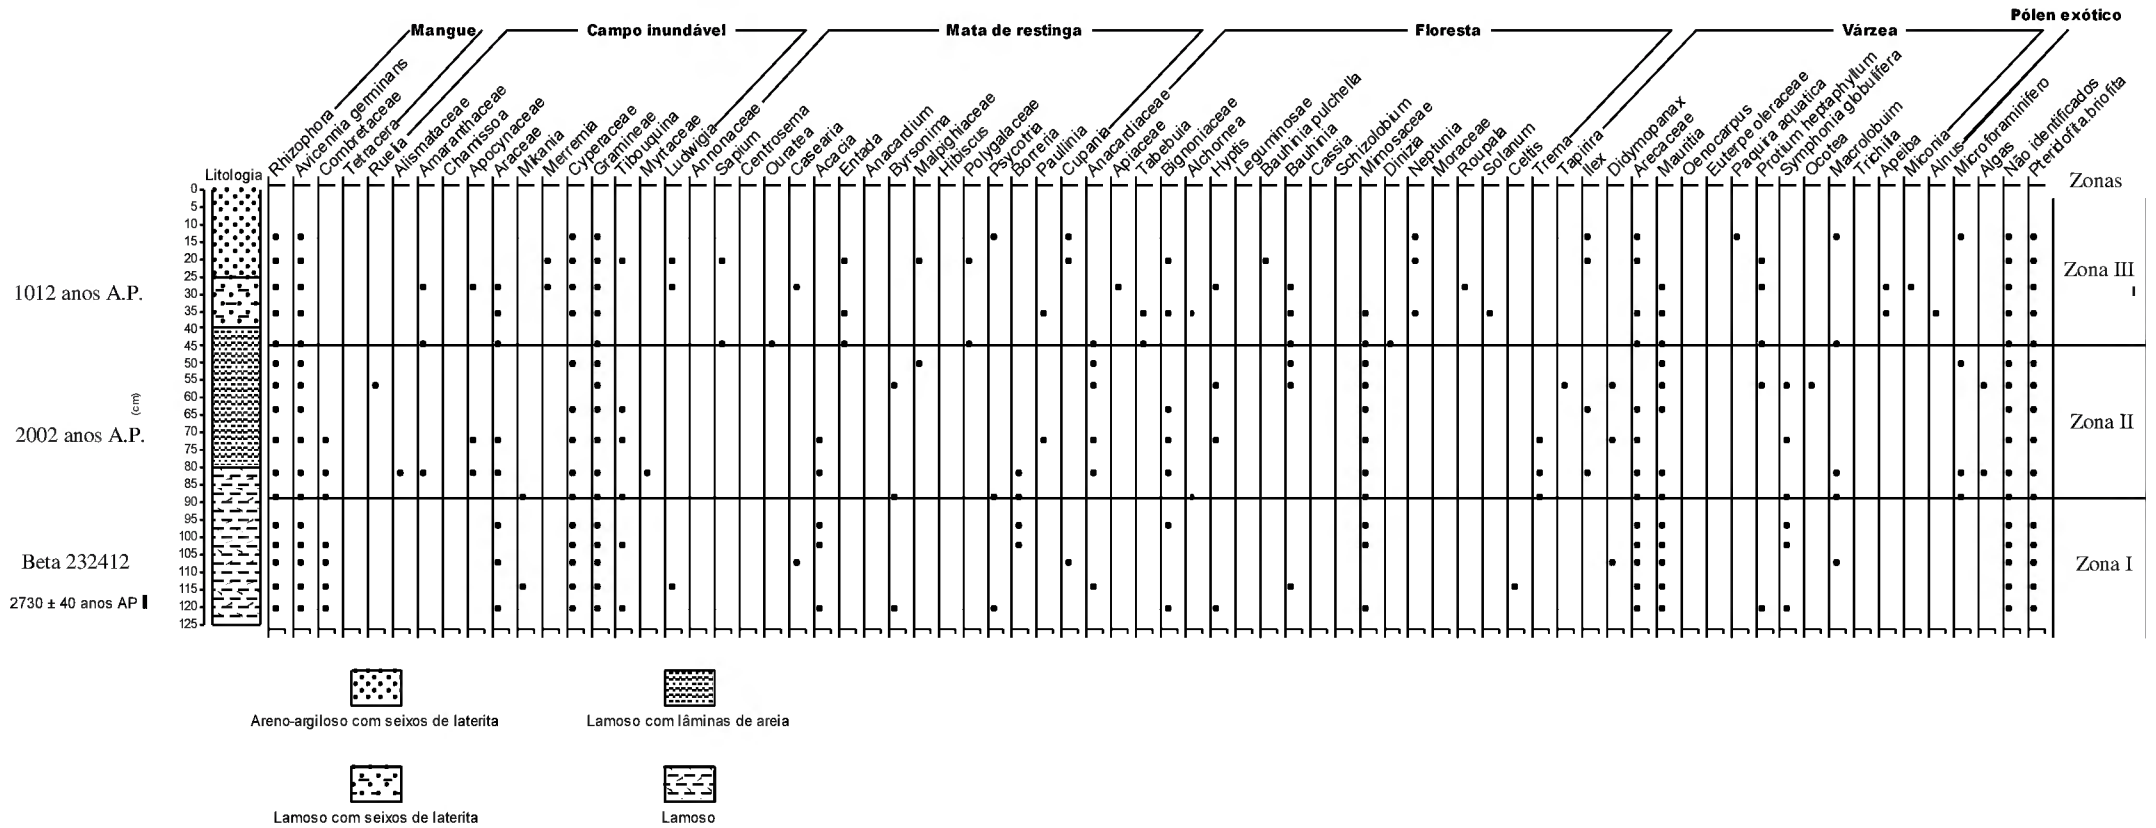 Pólen exótico
Mangue
Campo inundável
Mata de restinga
Floresta
Várzea
Rhizophora
Avicennia germinans
Combretaceae
Tetracera
Ruelia
Alismataceae
Amaranthaceae
Chamissoa
Apocynaceae
Araceae
Mikania
Merremia
Cyperaceae
Gramineae
Tibouquina
Myrtaceae
Ludwigia
Annonaceae
Sapium
Centrosema
Ouratea
Casearia
Acacia
Entada
Anacardium
Byrsonima
Malpighiaceae
Hibiscus
Polygalaceae
Psycotria
Borreria
Paullinia
Cupania
Anacardiaceae
Apiraceae
Tabebuia
Bignoniaceae
Alchornea
Hyptis
Leguminosae
Bauhinia pulchella
Bauhinia
Cassia
Schizolobium
Mimosaceae
Dinizia
Neptunia
Moraceae
Roupala
Solanum
Celtis
Trema
Tapirira
Ilex
Didymopanax
Arecaceae
Mauritia
Oenocarpus
Euterpe oleraceae
Paquira aquatica
Protium heptaphyllum
Symphonia globulifera
Ocotea
Macrolobuim
Trichilia
Apeiba
Miconia
Alnus
Microforaminifero
Algas
Não identificados
Pteridofita briofita
Litologia
Zonas
0
5
10
15
20
25
30
35
40
45
50
55
60
65
70
75
80
85
90
95
100
105
110
115
120
125
(cm)
1012 anos A.P.
Zona III
2002 anos A.P.
Zona II
Beta 232412
Zona I
2730 ± 40 anos AP
Areno-argiloso com seixos de laterita
Lamoso com lâminas de areia
Lamoso com seixos de laterita
Lamoso